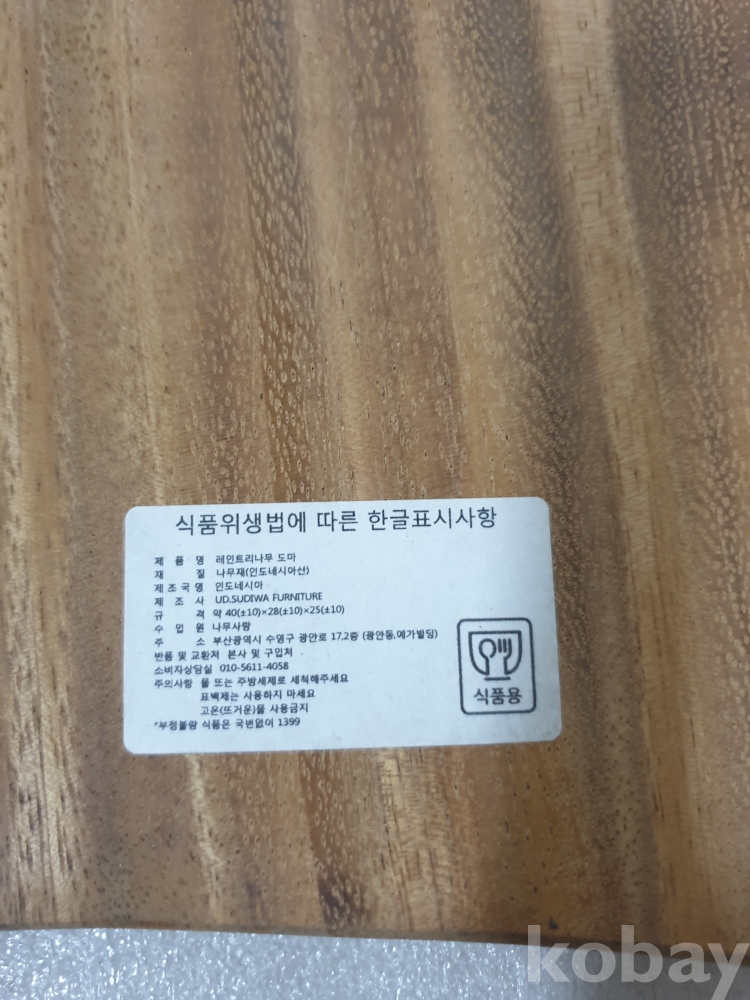 식품위생법에 따른 한글표시사항
제 품 명 레인트리나무 도마
재 질 나무재(인도네시아산)
제조국명 인도네시아
제 조 사 UD.SUDIWA FURNITURE
규 격 약 40(±10)×28(±10)×25(±10)
수 입 원 나무사랑
주 소 부산광역시 수영구 광안로 17,2층 (광안동,예가빌딩)
반품 및 교환처 본사 및 구입처
소비자상담실 010-5611-4058
주의사항 물 또는 주방세제로 세척해주세요
표백제는 사용하지 마세요
고온(뜨거운)물 사용금지
*부정불량 식품은 국번없이 1399
식품용
kobay